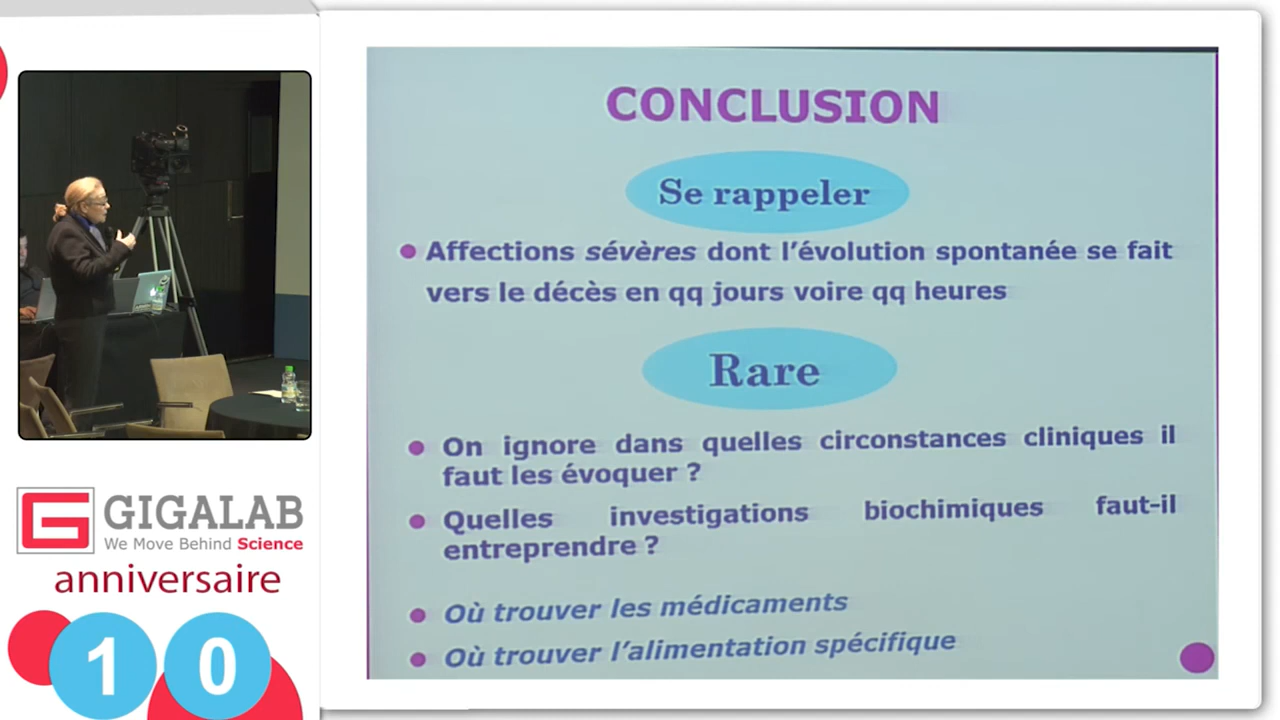 CONCLUSION
Se rappeler
Affections sévères dont l'évolution spontanée se fait
vers le décès en qq jours voire qq heures
Rare
On ignore dans quelles circonstances cliniques il
faut les évoquer ?
Quelles investigations biochimiques faut-il
entreprendre ?
Où trouver les médicaments
Où trouver l'alimentation spécifique
GIGALAB
We Move Behind Science
anniversaire
10